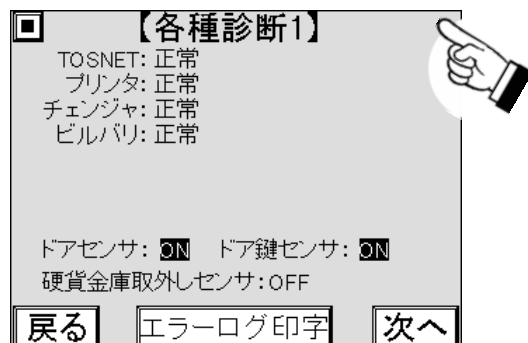 【各種診断1】
TOSNET: 正常
プリンタ: 正常
チェンジャ: 正常
ビルバリ: 正常
ドアセンサ: ON ドア鍵センサ: ON
硬貨金庫取外しセンサ:OFF
戻る エラーログ印字 次へ